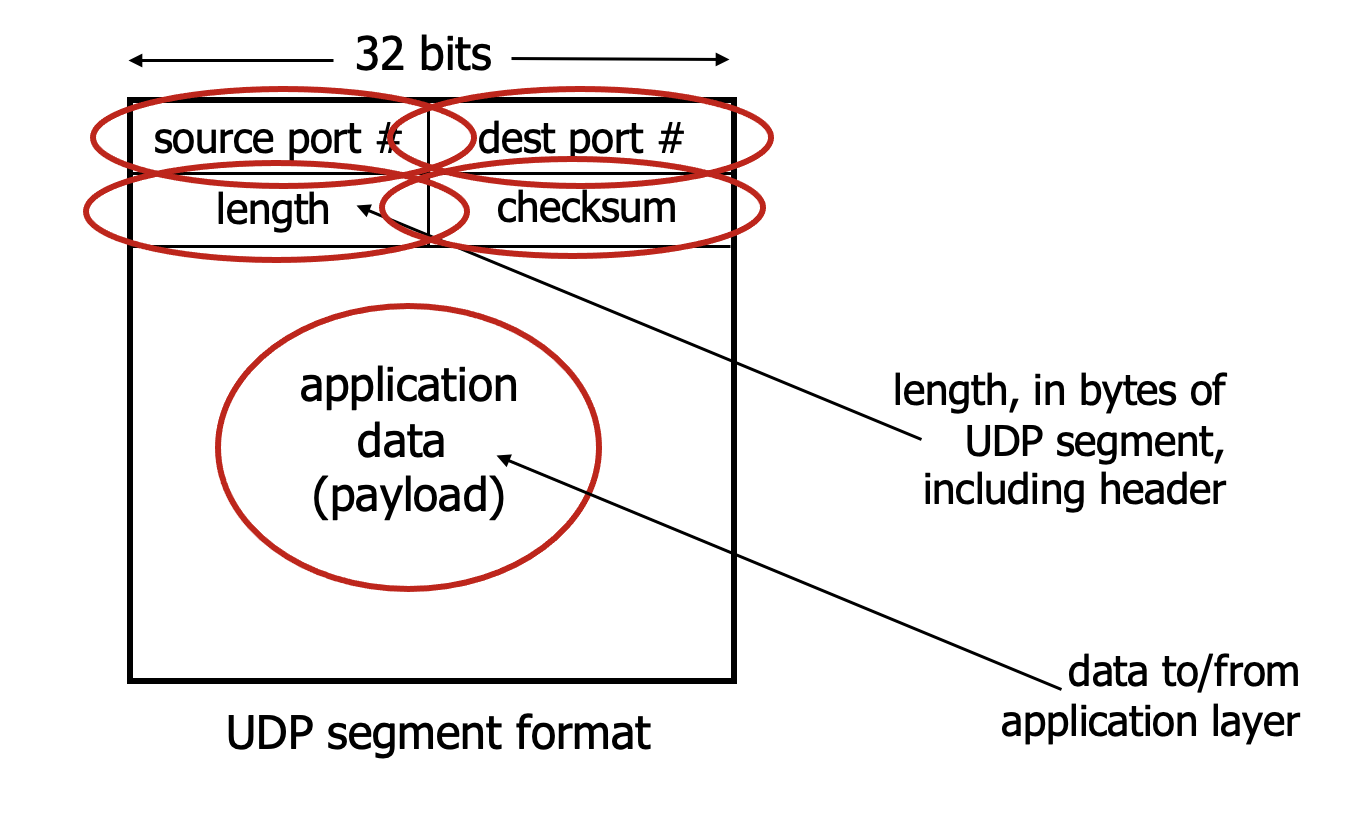 32 bits
source port #
dest port #
length
checksum
application
data
(payload)
length, in bytes of
UDP segment,
including header
data to/from
application layer
UDP segment format